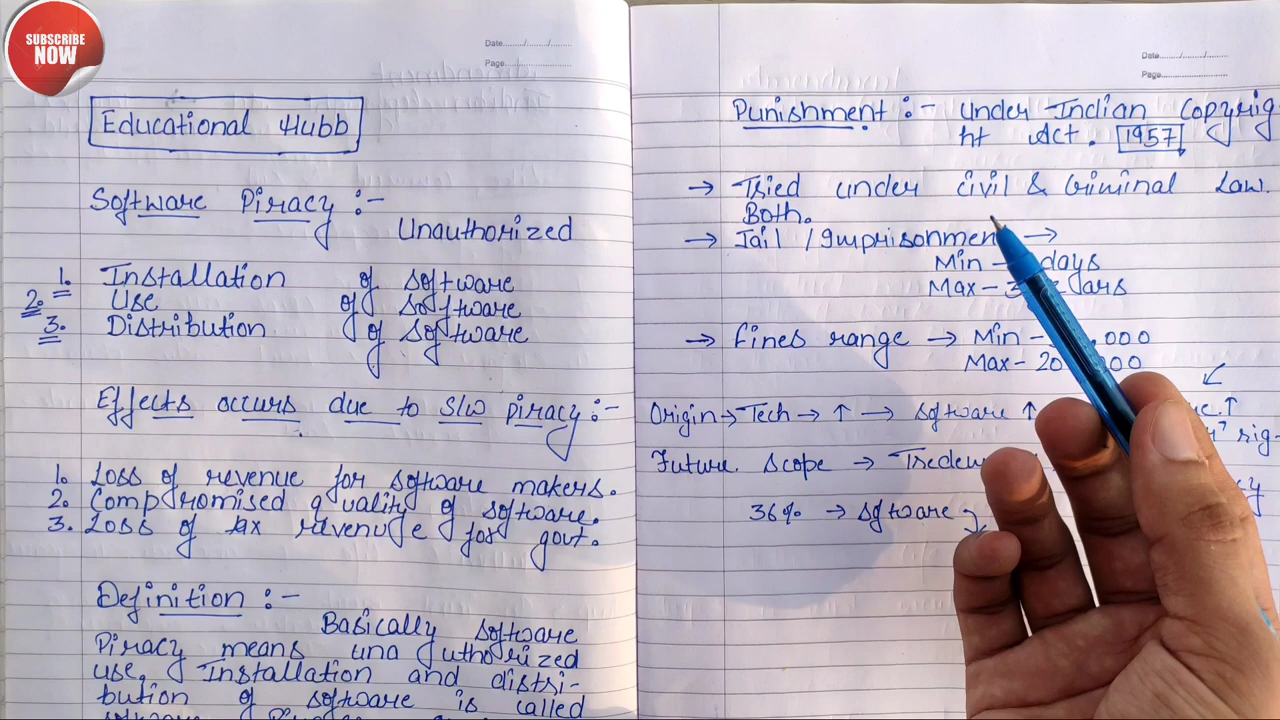 SUBSCRIBE
NOW
Date......../......../........
Page..............................
Educational Hubb
Software Piracy :-
Unauthorized
1. Installation of software
2. Use of software
3. Distribution of software
Effects occurs due to S/W piracy :-
1. Loss of revenue for software makers.
2. Compromised quality of software.
3. Loss of tax revenue for govt.
Definition :-
Basically software
Piracy means unauthorized
use, Installation and distri-
bution of software is called
Date......../......../........
Page..............................
Punishment :- Under Indian Copyrig
ht Act. 1957
→ Tried under civil & Criminal Law
Both.
→ Jail / Imprisonment →
Min - days
Max - 3
→ fines range → Min - ,000
Max - 20 000
Origin → Tech → ↑ → software ↑ ↑
rig-
Future Scope →
36% → software